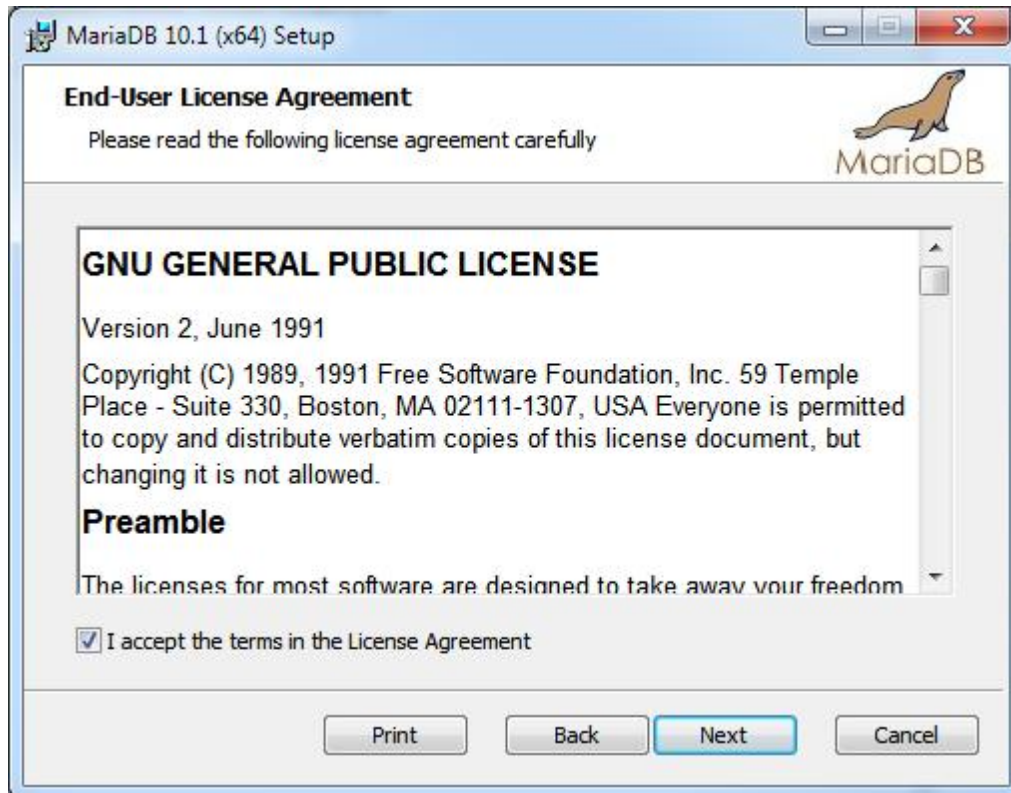 MariaDB 10.1 (x64) Setup
End-User License Agreement
Please read the following license agreement carefully
MariaDB
GNU GENERAL PUBLIC LICENSE
Version 2, June 1991
Copyright (C) 1989, 1991 Free Software Foundation, Inc. 59 Temple
Place - Suite 330, Boston, MA 02111-1307, USA Everyone is permitted
to copy and distribute verbatim copies of this license document, but
changing it is not allowed.
Preamble
The licenses for most software are designed to take away your freedom
I accept the terms in the License Agreement
Print Back Next Cancel